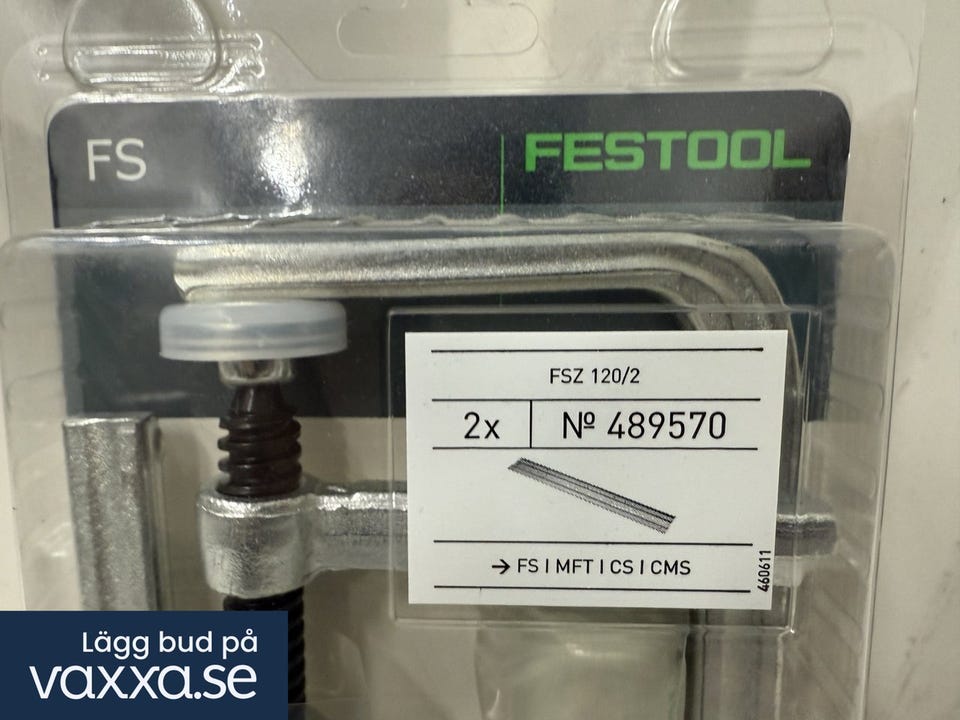 FS
FESTOOL
FSZ 120/2
2x
Nº 489570
→ FS | MFT | CS | CMS
460611
Lägg bud på
vaxxa.se